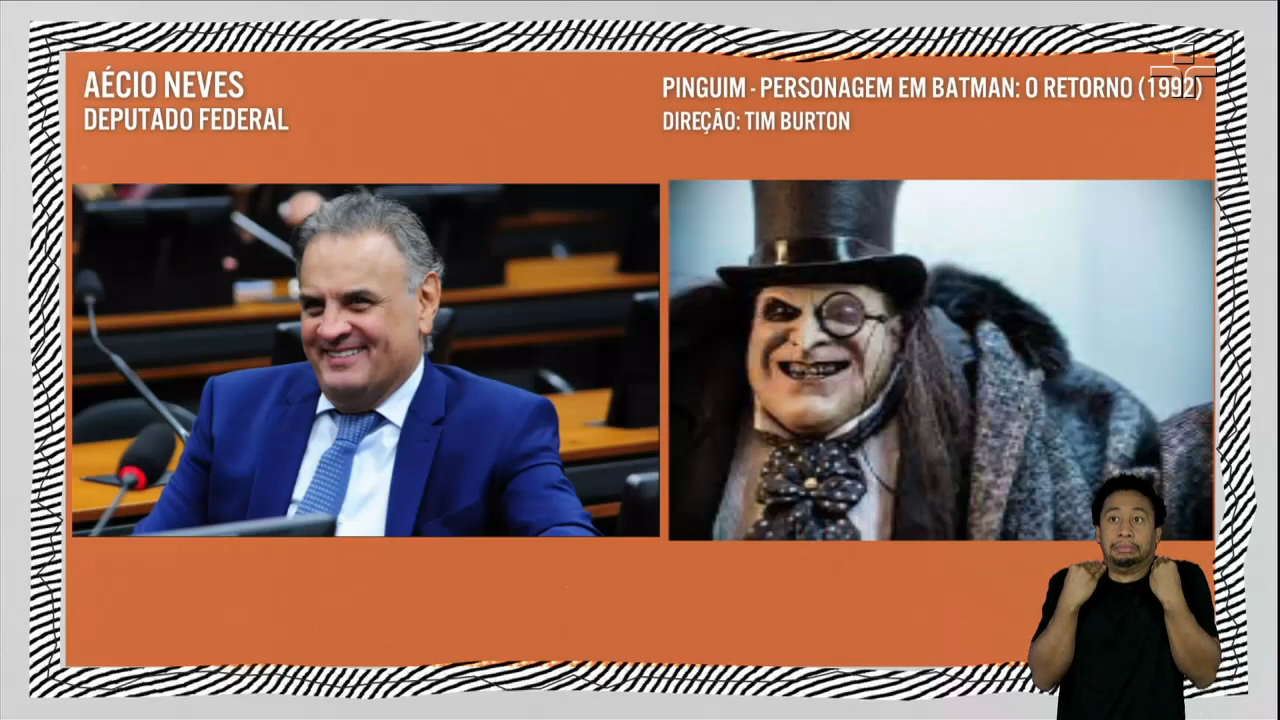 AÉCIO NEVES
DEPUTADO FEDERAL
PINGUIM - PERSONAGEM EM BATMAN: O RETORNO (1992)
DIREÇÃO: TIM BURTON